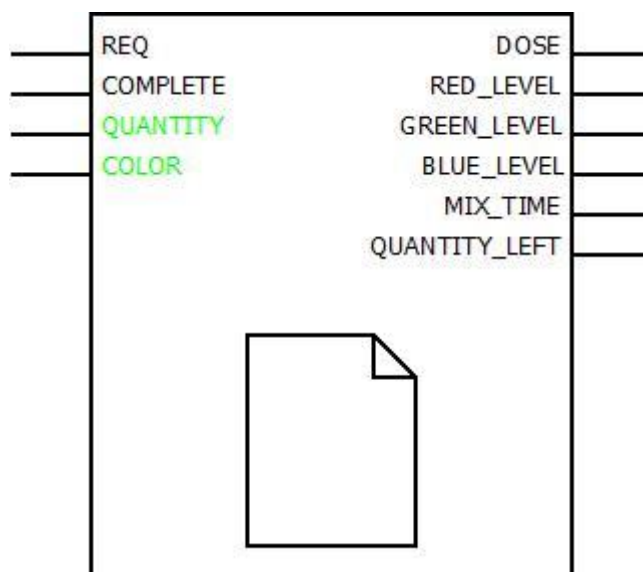 REQ
DOSE
COMPLETE
RED_LEVEL
QUANTITY
GREEN_LEVEL
COLOR
BLUE_LEVEL
MIX_TIME
QUANTITY_LEFT